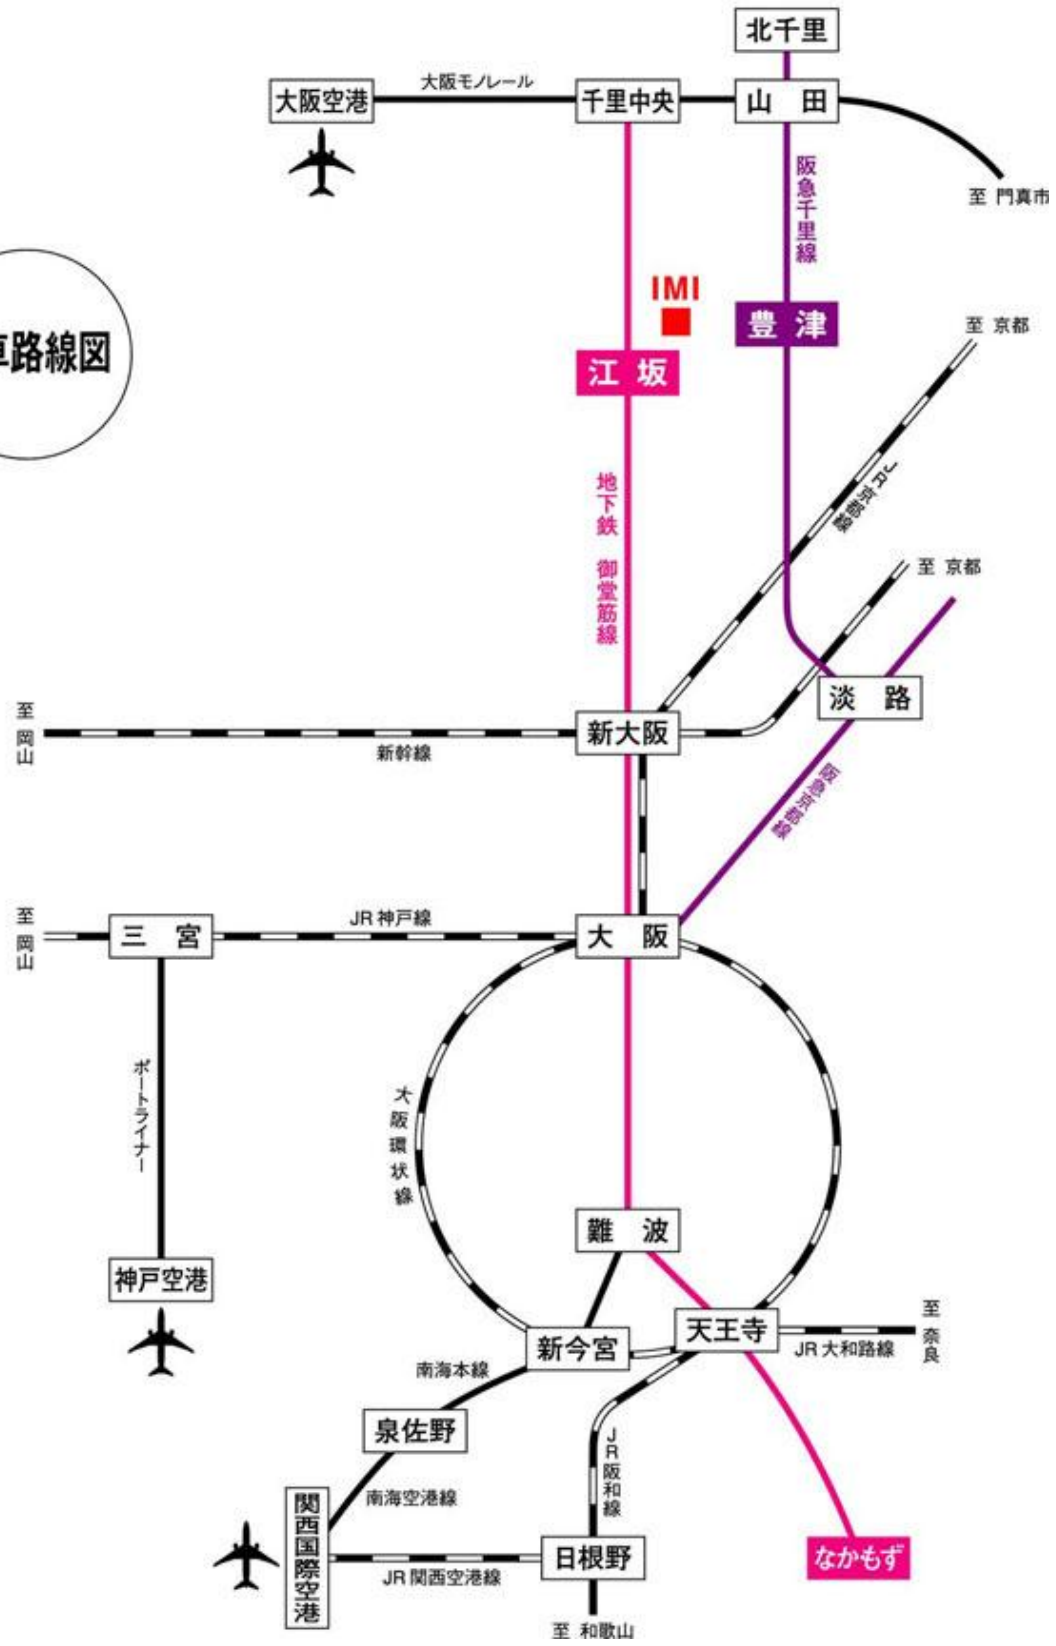 北千里
大阪モノレール
大阪空港
千里中央
山田
至 門真市
阪急千里線
IMI
豊津
至 京都
路線図
江坂
JR京都線
地下鉄 御堂筋線
至 京都
淡路
至 岡山
新大阪
新幹線
阪急京都線
至 岡山
三宮
JR神戸線
大阪
ポートライナー
大阪環状線
難波
神戸空港
新今宮
天王寺
至 奈良
JR大和路線
南海本線
泉佐野
JR阪和線
南海空港線
関西国際空港
日根野
なかもず
JR関西空港線
至 和歌山